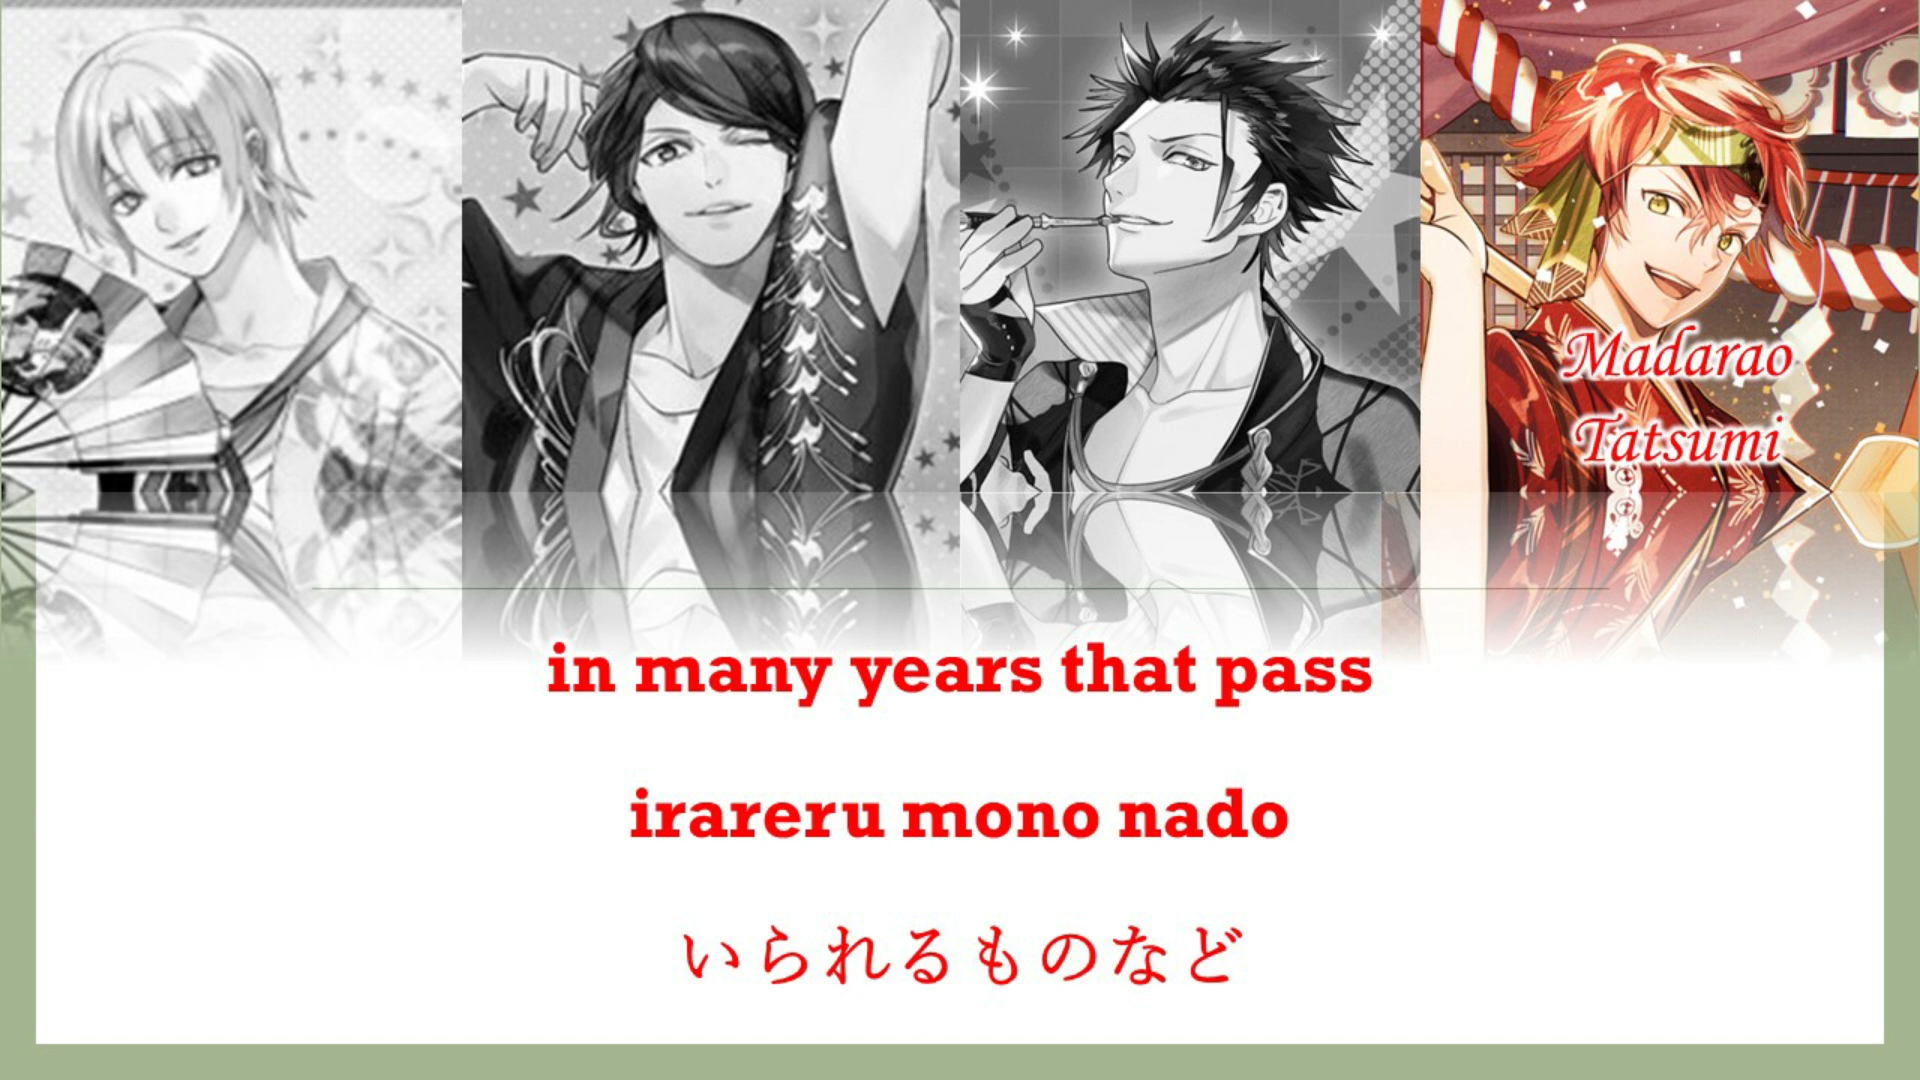 Madarao
Tatsumi
in many years that pass
irareru mono nado
いられるものなど